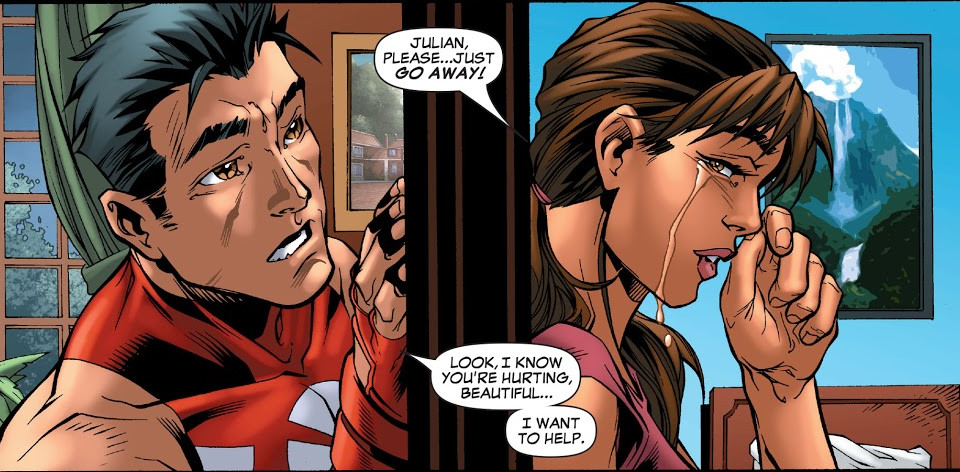 JULIAN,
PLEASE...JUST
GO AWAY!
LOOK, I KNOW
YOU'RE HURTING,
BEAUTIFUL...
I WANT
TO HELP.